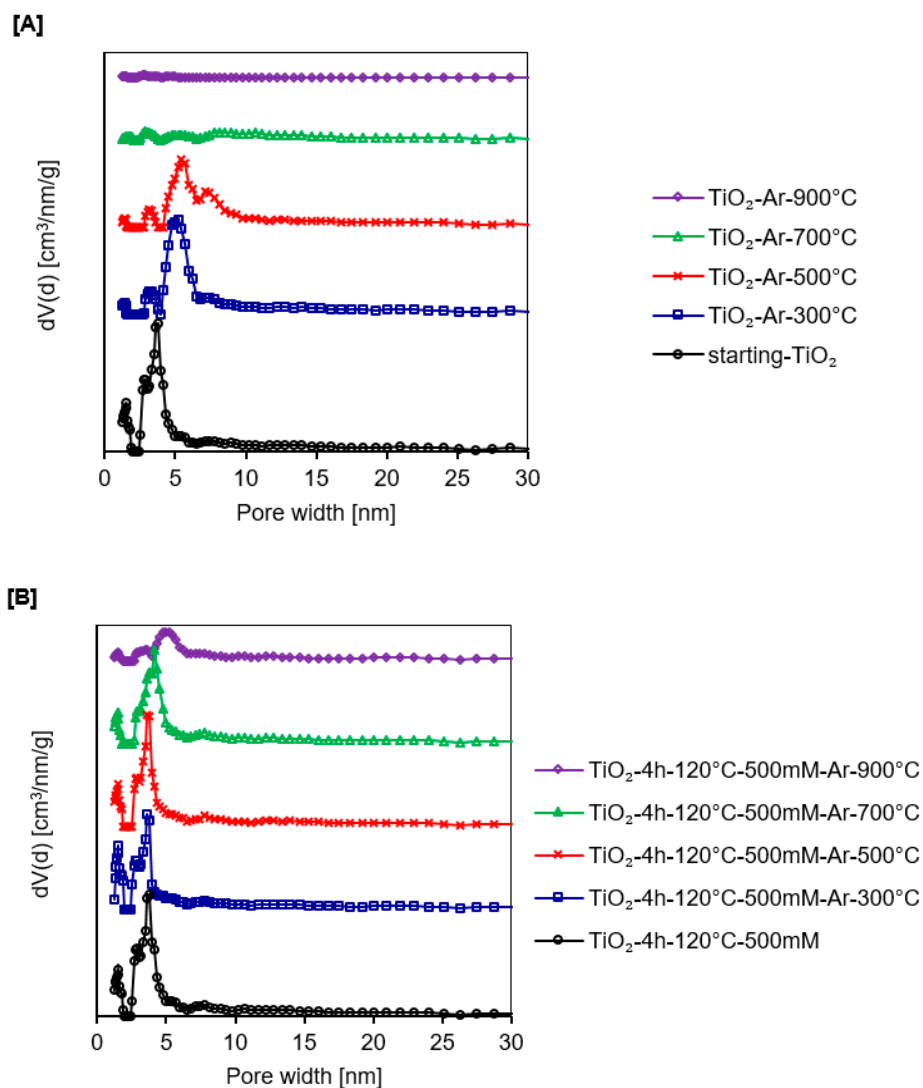 [A]
dV(d) [cm³/nm/g]
0 5 10 15 20 25 30
Pore width [nm]
TiO₂-Ar-900°C
TiO₂-Ar-700°C
TiO₂-Ar-500°C
TiO₂-Ar-300°C
starting-TiO₂
[B]
dV(d) [cm³/nm/g]
0 5 10 15 20 25 30
Pore width [nm]
TiO₂-4h-120°C-500mM-Ar-900°C
TiO₂-4h-120°C-500mM-Ar-700°C
TiO₂-4h-120°C-500mM-Ar-500°C
TiO₂-4h-120°C-500mM-Ar-300°C
TiO₂-4h-120°C-500mM